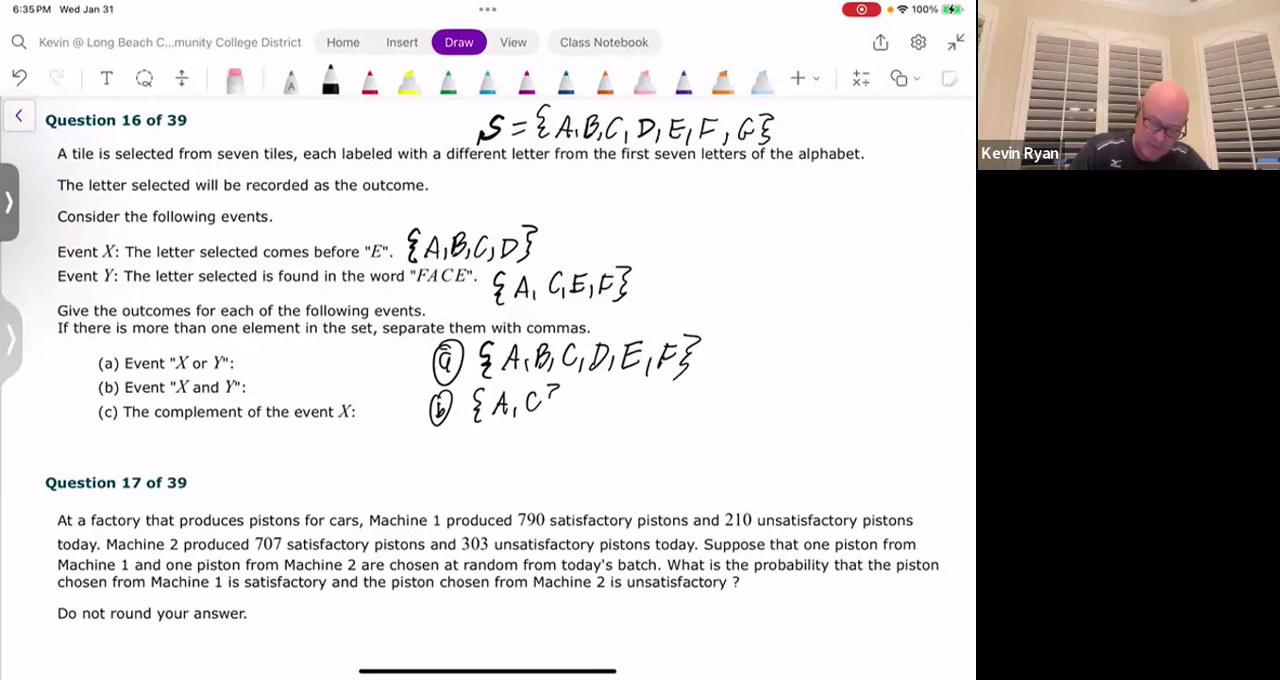 6:35 PM Wed Jan 31
100%
Kevin @ Long Beach C...munity College District
Home
Insert
Draw
View
Class Notebook
Kevin Ryan
Question 16 of 39
S = {A, B, C, D, E, F, G}
A tile is selected from seven tiles, each labeled with a different letter from the first seven letters of the alphabet.
The letter selected will be recorded as the outcome.
Consider the following events.
Event X: The letter selected comes before "E". {A, B, C, D}
Event Y: The letter selected is found in the word "FACE". {A, C, E, F}
Give the outcomes for each of the following events.
If there is more than one element in the set, separate them with commas.
(a) Event "X or Y": (a) {A, B, C, D, E, F}
(b) Event "X and Y": (b) {A, C
(c) The complement of the event X:
Question 17 of 39
At a factory that produces pistons for cars, Machine 1 produced 790 satisfactory pistons and 210 unsatisfactory pistons
today. Machine 2 produced 707 satisfactory pistons and 303 unsatisfactory pistons today. Suppose that one piston from
Machine 1 and one piston from Machine 2 are chosen at random from today's batch. What is the probability that the piston
chosen from Machine 1 is satisfactory and the piston chosen from Machine 2 is unsatisfactory ?
Do not round your answer.